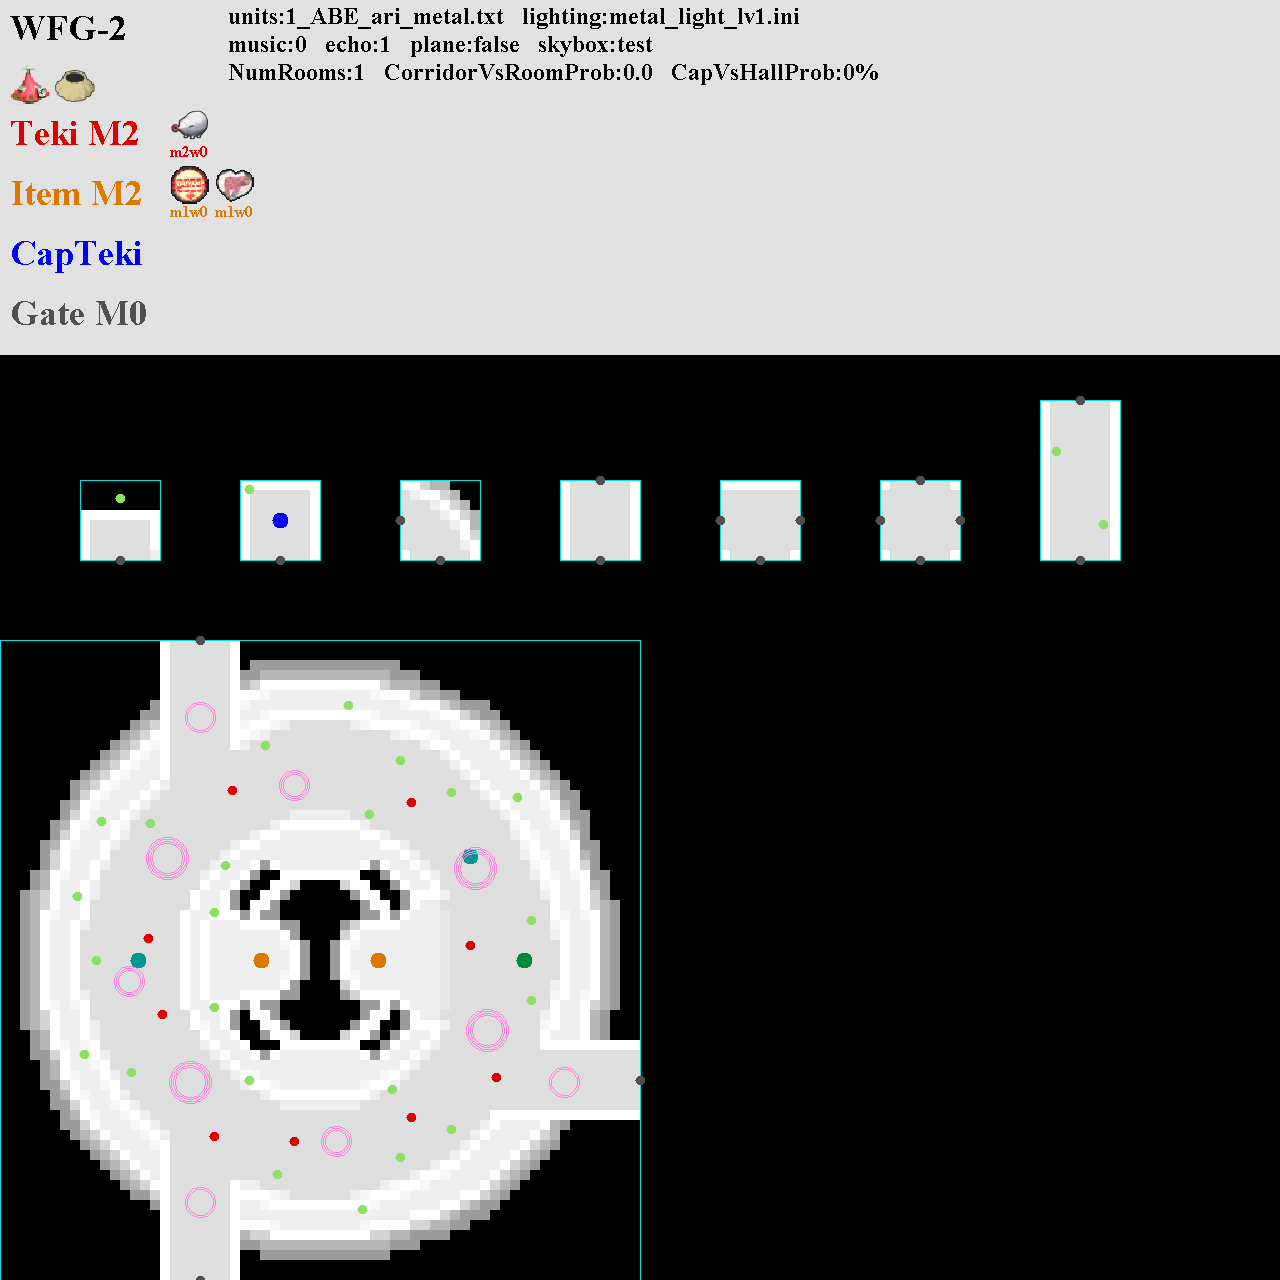 WFG-2
units:1_ABE_ari_metal.txt lighting:metal_light_lv1.ini
music:0 echo:1 plane:false skybox:test
NumRooms:1 CorridorVsRoomProb:0.0 CapVsHallProb:0%
Teki M2
m2w0
Item M2
m1w0 m1w0
CapTeki
Gate M0